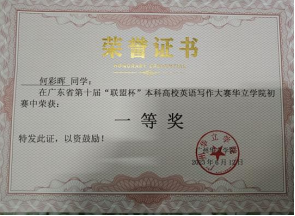 荣誉证书
何彩晖 同学：
在广东省第十届“联盟杯”本科高校英语写作大赛华立学院初
赛中荣获：
一等奖
特发此证，以资鼓励！